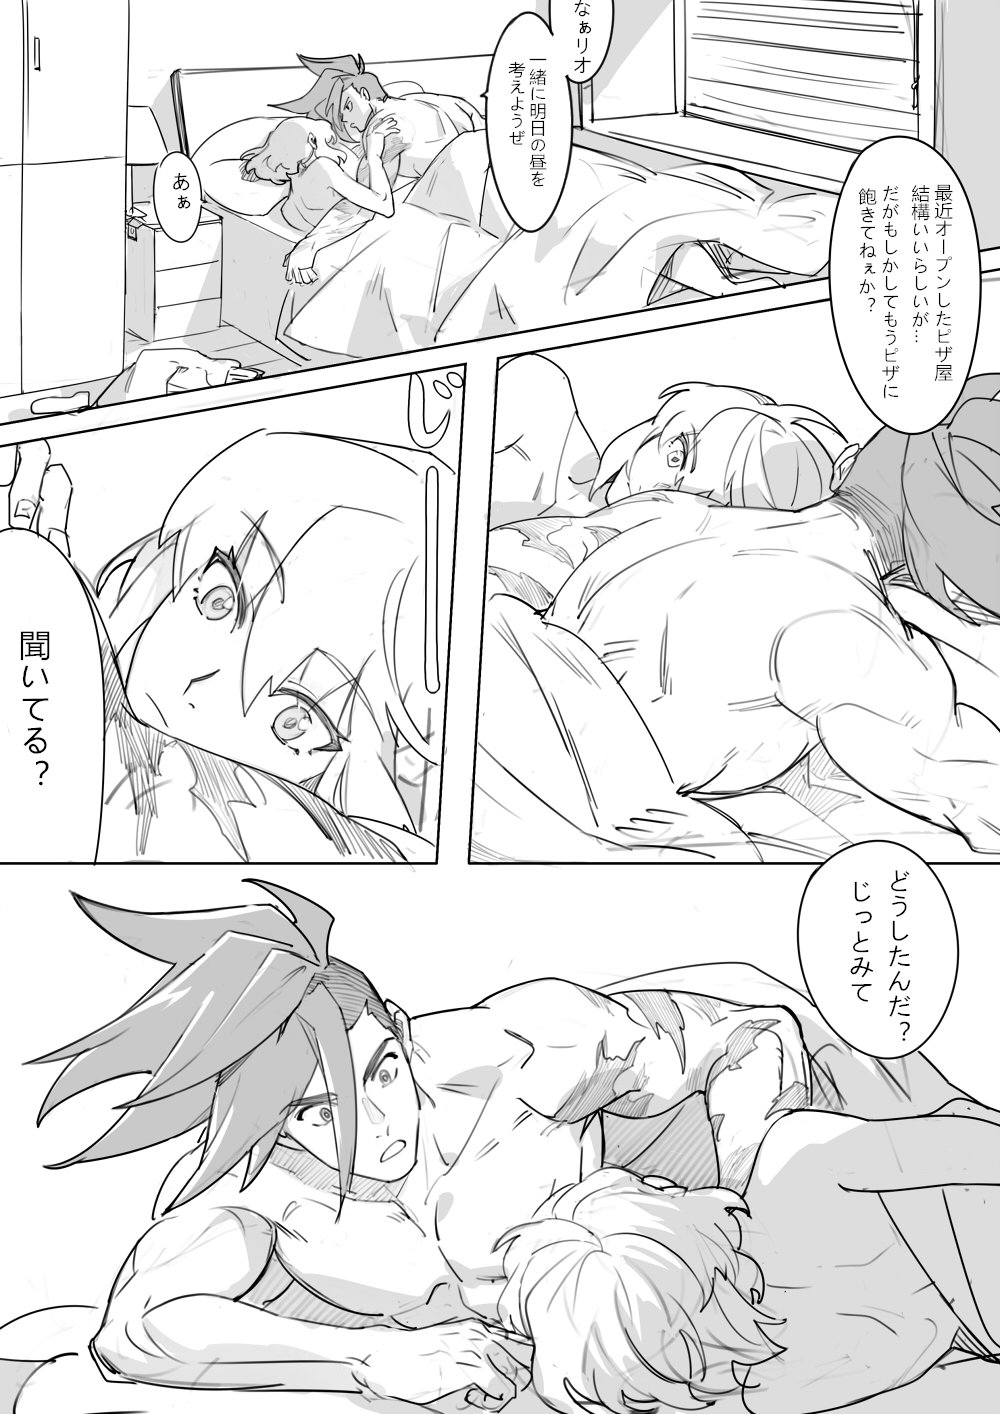 なぁリオ
一緒に明日の昼を
考えようぜ
あぁ
最近オープンしたピザ屋
結構いいらしいが…
だがもしかしてもうピザに
飽きてねぇか?
じー
聞いてる?
どうしたんだ?
じっとみて